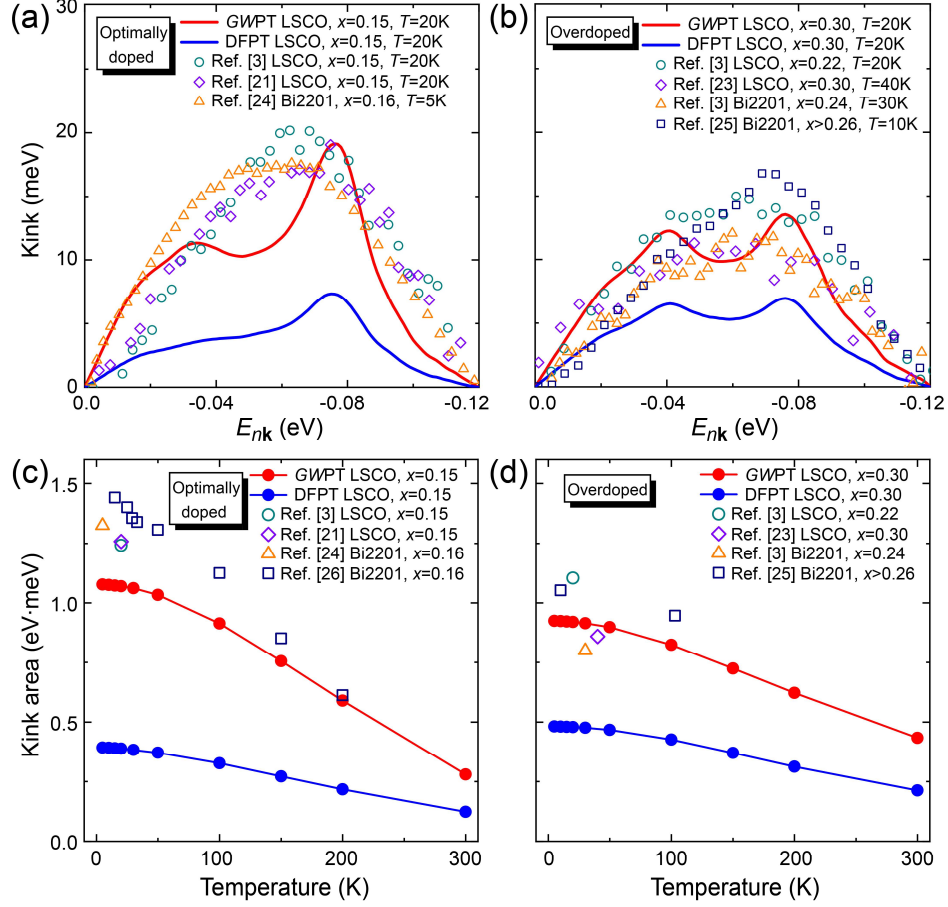 (a)
Optimally
doped
GWPT LSCO, x=0.15, T=20K
DFPT LSCO, x=0.15, T=20K
Ref. [3] LSCO, x=0.15, T=20K
Ref. [21] LSCO, x=0.15, T=20K
Ref. [24] Bi2201, x=0.16, T=5K
30
20
10
0
Kink (meV)
0.0
-0.04
-0.08
-0.12
Enk (eV)
(b)
Overdoped
GWPT LSCO, x=0.30, T=20K
DFPT LSCO, x=0.30, T=20K
Ref. [3] LSCO, x=0.22, T=20K
Ref. [23] LSCO, x=0.30, T=40K
Ref. [3] Bi2201, x=0.24, T=30K
Ref. [25] Bi2201, x>0.26, T=10K
0.0
-0.04
-0.08
-0.12
Enk (eV)
(c)
Optimally
doped
GWPT LSCO, x=0.15
DFPT LSCO, x=0.15
Ref. [3] LSCO, x=0.15
Ref. [21] LSCO, x=0.15
Ref. [24] Bi2201, x=0.16
Ref. [26] Bi2201, x=0.16
1.5
1.0
0.5
0.0
Kink area (eV·meV)
0
100
200
300
Temperature (K)
(d)
Overdoped
GWPT LSCO, x=0.30
DFPT LSCO, x=0.30
Ref. [3] LSCO, x=0.22
Ref. [23] LSCO, x=0.30
Ref. [3] Bi2201, x=0.24
Ref. [25] Bi2201, x>0.26
0
100
200
300
Temperature (K)